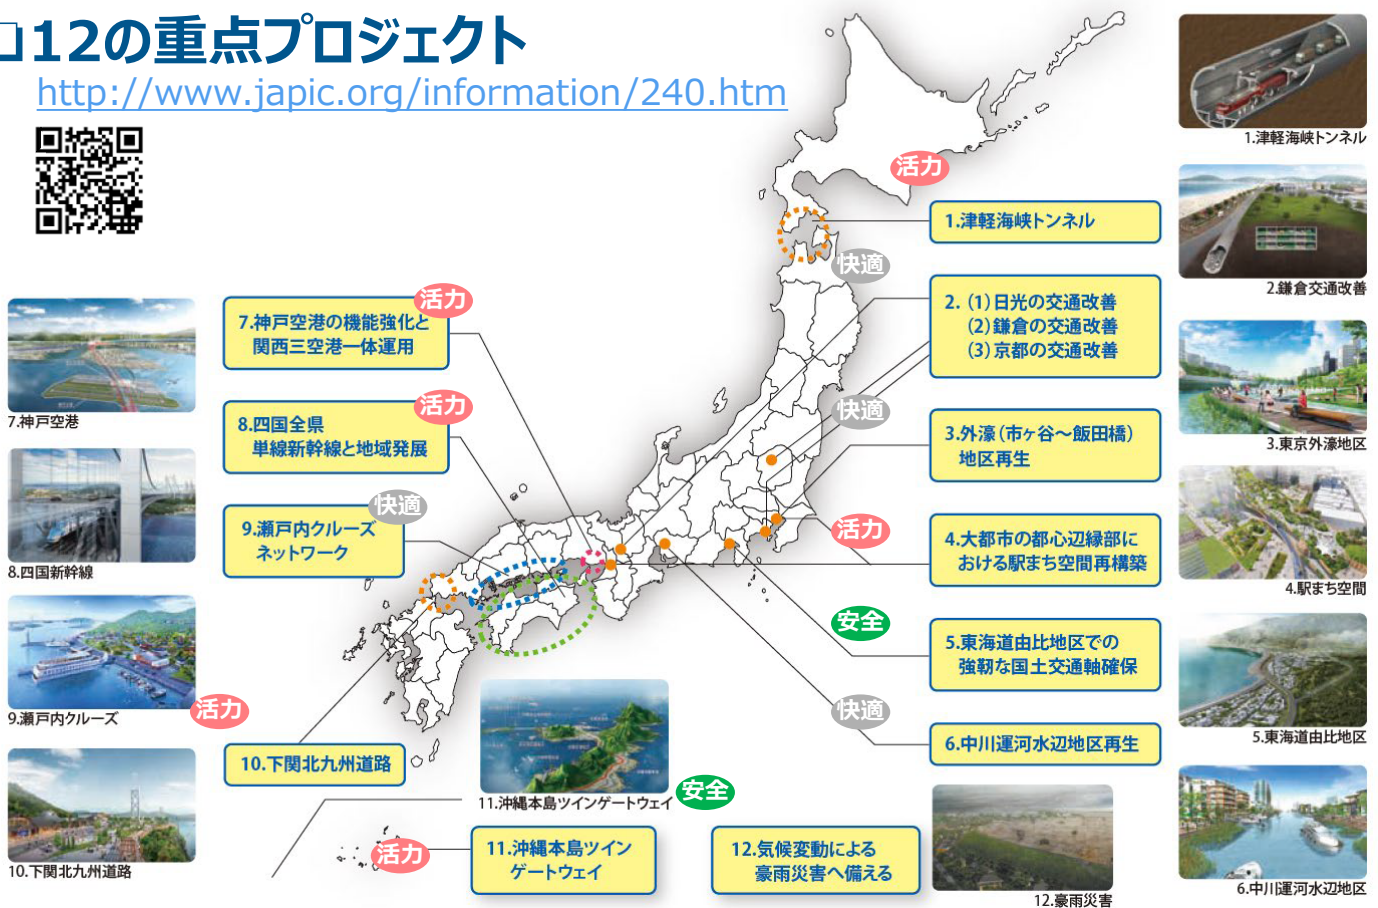 □12の重点プロジェクト
http://www.japic.org/information/240.htm
活力
1.津軽海峡トンネル
快適
2. (1)日光の交通改善
(2)鎌倉の交通改善
(3)京都の交通改善
快適
3.外濠(市ヶ谷~飯田橋)
地区再生
活力
4.大都市の都心辺縁部に
おける駅まち空間再構築
安全
5.東海道由比地区での
強靭な国土交通軸確保
快適
6.中川運河水辺地区再生
活力
7.神戸空港の機能強化と
関西三空港一体運用
活力
8.四国全県
単線新幹線と地域発展
快適
9.瀬戸内クルーズ
ネットワーク
活力
10.下関北九州道路
活力
11.沖縄本島ツイン
ゲートウェイ
安全
12.気候変動による
豪雨災害へ備える
1.津軽海峡トンネル
2.鎌倉交通改善
3.東京外濠地区
4.駅まち空間
5.東海道由比地区
6.中川運河水辺地区
7.神戸空港
8.四国新幹線
9.瀬戸内クルーズ
10.下関北九州道路
11.沖縄本島ツインゲートウェイ
12.豪雨災害